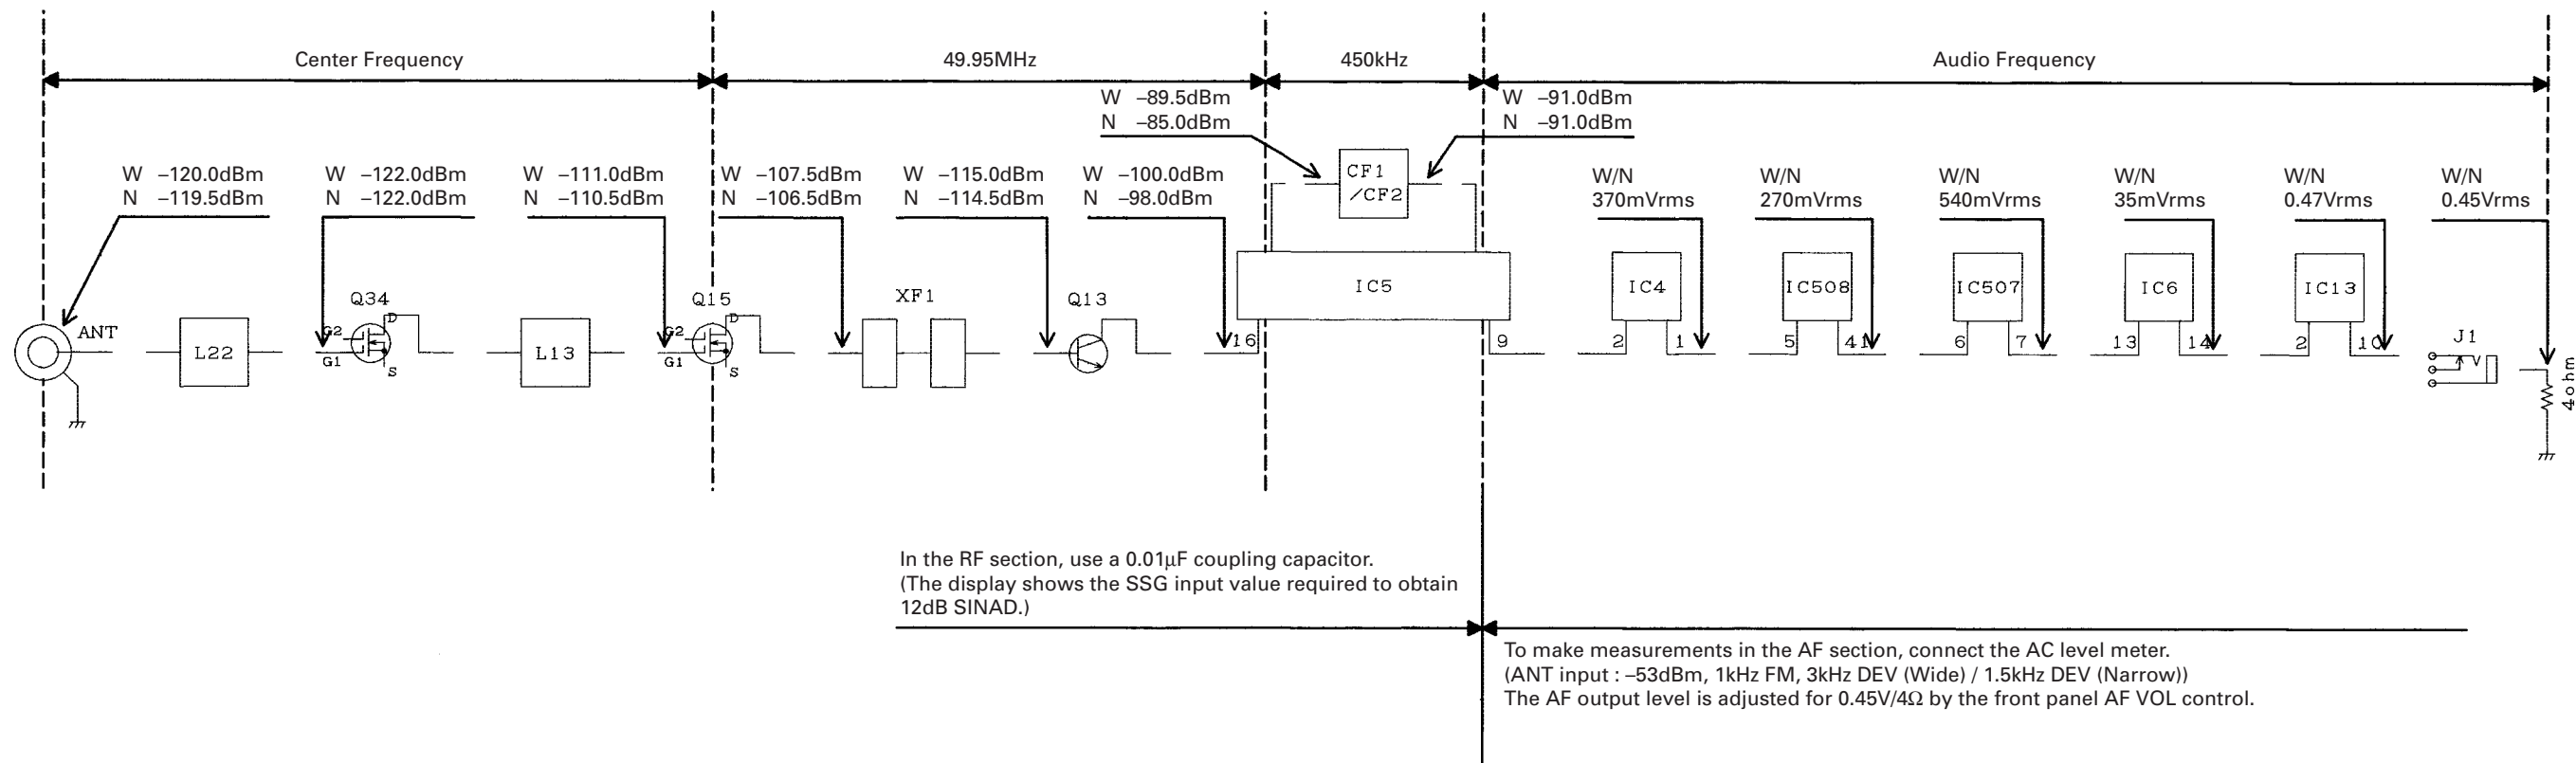 Center Frequency
49.95MHz
450kHz
Audio Frequency
W –89.5dBm
N –85.0dBm
W –91.0dBm
N –91.0dBm
W –120.0dBm
N –119.5dBm
W –122.0dBm
N –122.0dBm
W –111.0dBm
N –110.5dBm
W –107.5dBm
N –106.5dBm
W –115.0dBm
N –114.5dBm
W –100.0dBm
N –98.0dBm
CF1
/CF2
W/N
370mVrms
W/N
270mVrms
W/N
540mVrms
W/N
35mVrms
W/N
0.47Vrms
W/N
0.45Vrms
ANT
L22
Q34
G2
G1
D
S
L13
Q15
G2
G1
D
S
XF1
Q13
16
IC5
9
IC4
2
1
IC508
5
41
IC507
6
7
IC6
13
14
IC13
2
10
J1
4ohm
In the RF section, use a 0.01µF coupling capacitor.
(The display shows the SSG input value required to obtain
12dB SINAD.)
To make measurements in the AF section, connect the AC level meter.
(ANT input : –53dBm, 1kHz FM, 3kHz DEV (Wide) / 1.5kHz DEV (Narrow))
The AF output level is adjusted for 0.45V/4Ω by the front panel AF VOL control.